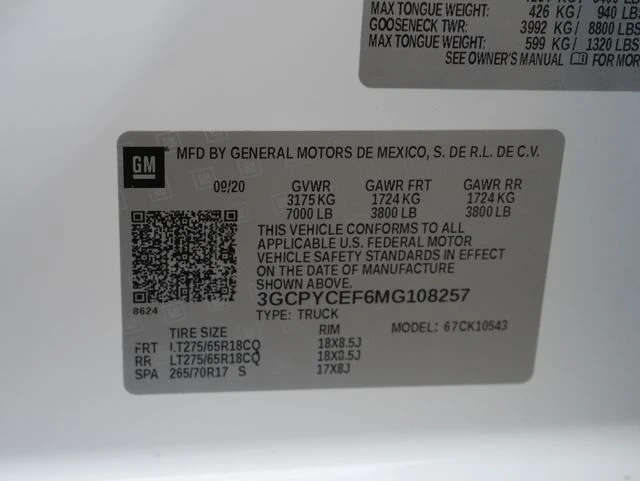 MAX TONGUE WEIGHT: 426 KG/ 940 LBS
GOOSENECK TWR: 3992 KG/ 8800 LBS
MAX TONGUE WEIGHT: 599 KG/ 1320 LBS
SEE OWNER'S MANUAL FOR MOR
GM MFD BY GENERAL MOTORS DE MEXICO, S. DE R.L. DE C.V.
09/20 GVWR GAWR FRT GAWR RR
3175 KG 1724 KG 1724 KG
7000 LB 3800 LB 3800 LB
THIS VEHICLE CONFORMS TO ALL
APPLICABLE U.S. FEDERAL MOTOR
VEHICLE SAFETY STANDARDS IN EFFECT
ON THE DATE OF MANUFACTURE
SHOWN ABOVE.
3GCPYCEF6MG108257
8624
TYPE: TRUCK
TIRE SIZE RIM MODEL: 67CK10543
FRT LT275/65R18CQ 18X8.5J
RR LT275/65R18CQ 18X8.5J
SPA 265/70R17 S 17X8J